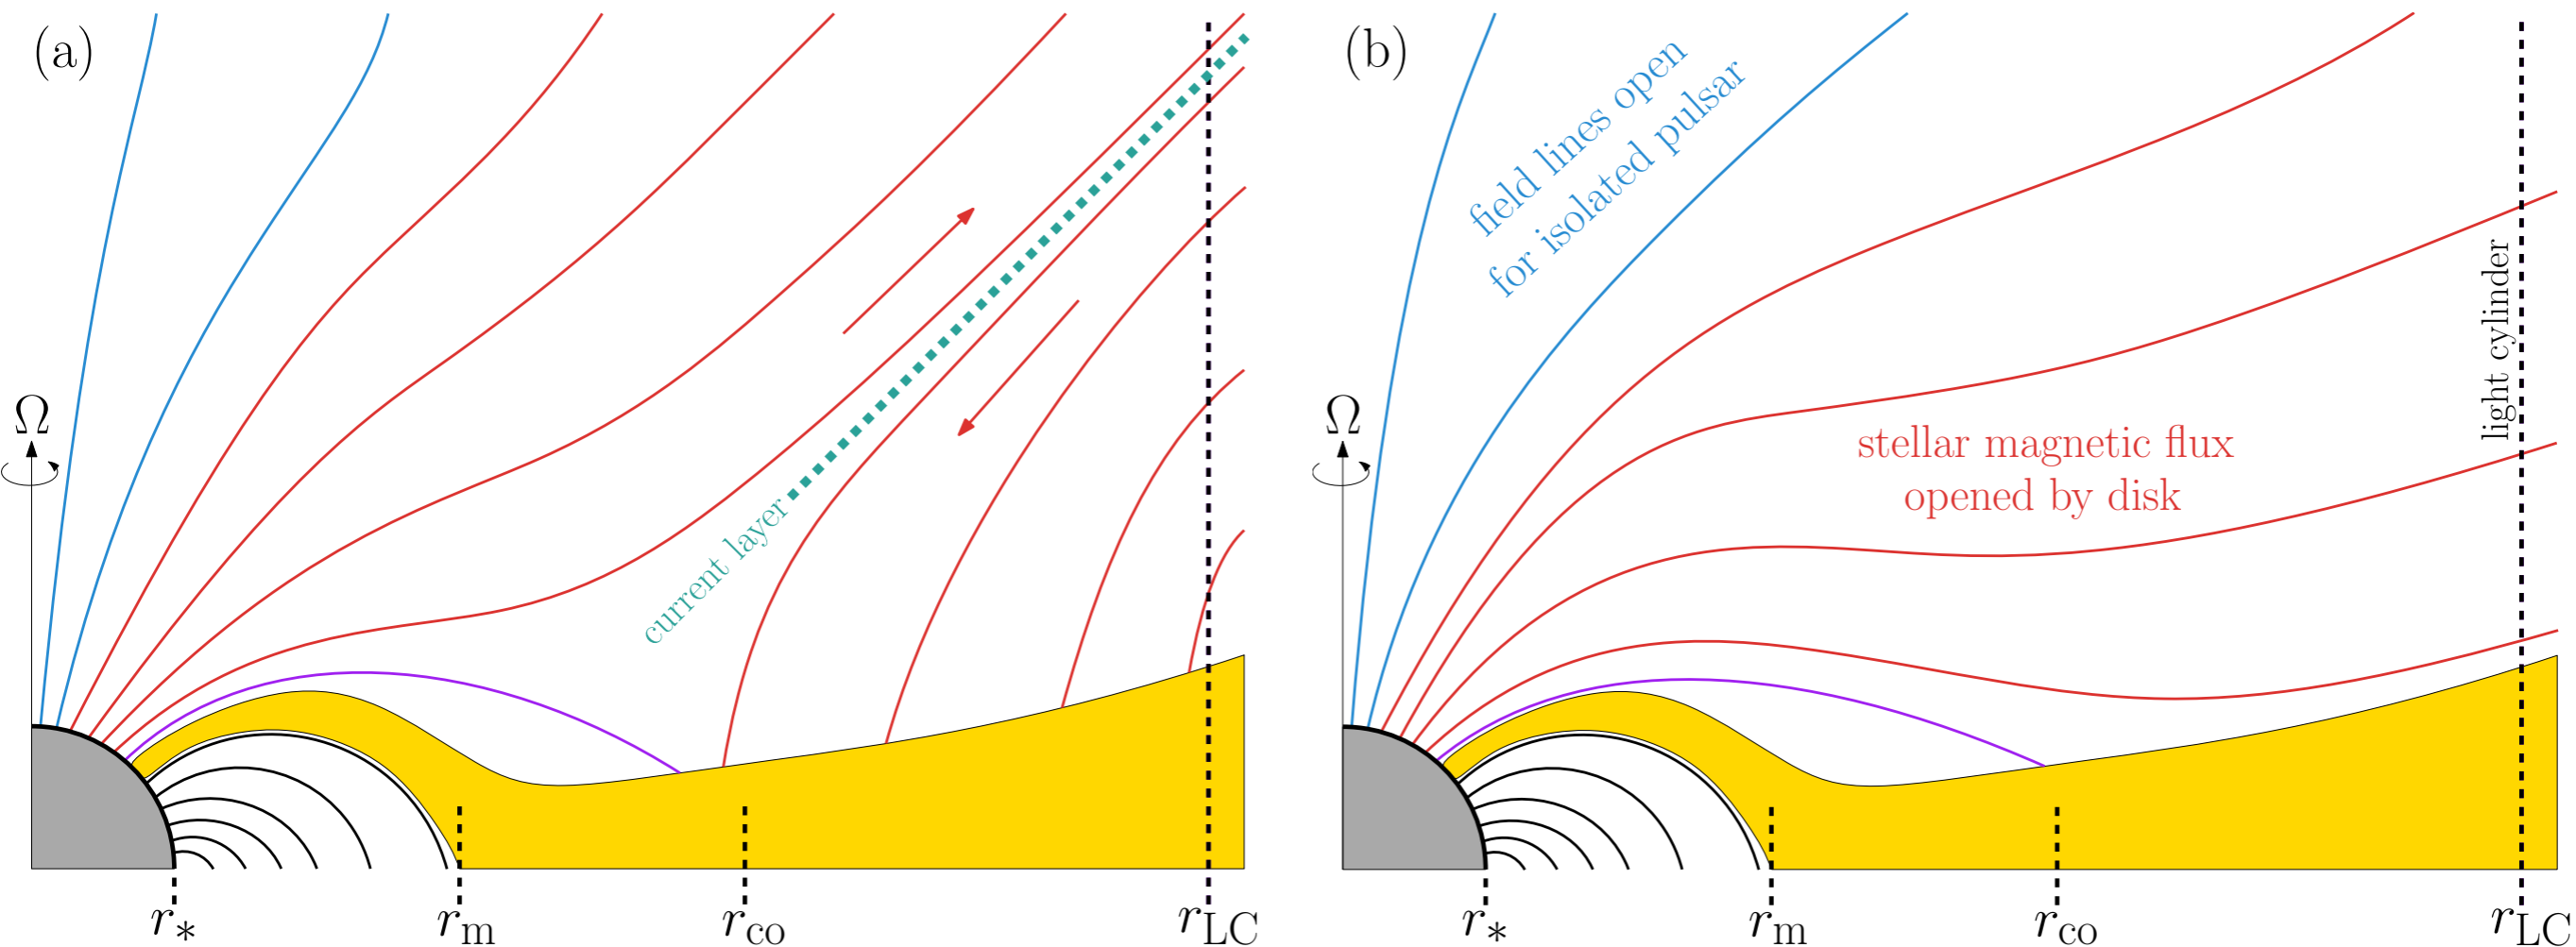 (a)
Ω
current layer
r*
rm
rco
rLC
(b)
field lines open
for isolated pulsar
Ω
light cylinder
stellar magnetic flux
opened by disk
r*
rm
rco
rLC